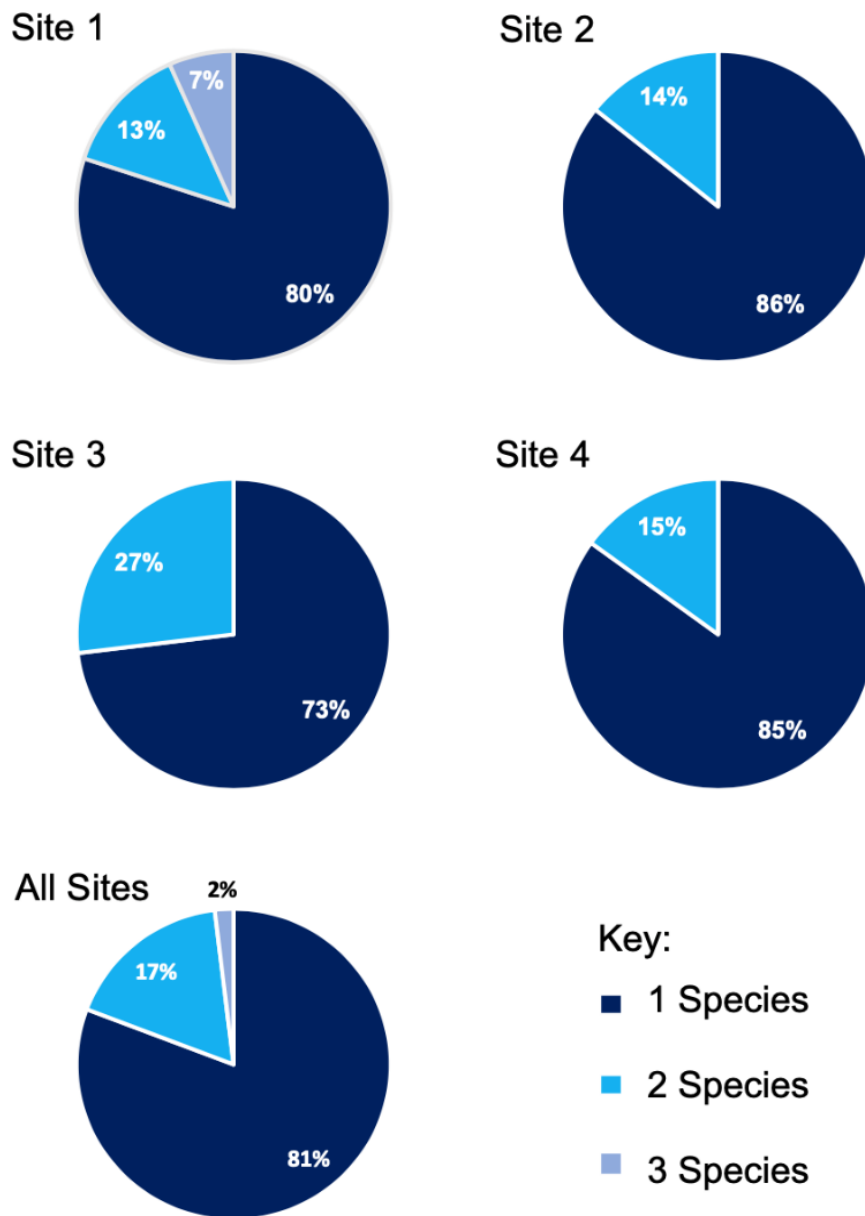 Site 1
7%
13%
80%
Site 2
14%
86%
Site 3
27%
73%
Site 4
15%
85%
All Sites
2%
17%
81%
Key:
1 Species
2 Species
3 Species